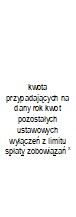 kwota
przypadających na
dany rok kwot
pozostałych
ustawowych
wyłączeń z limitu
spłaty zobowiązań